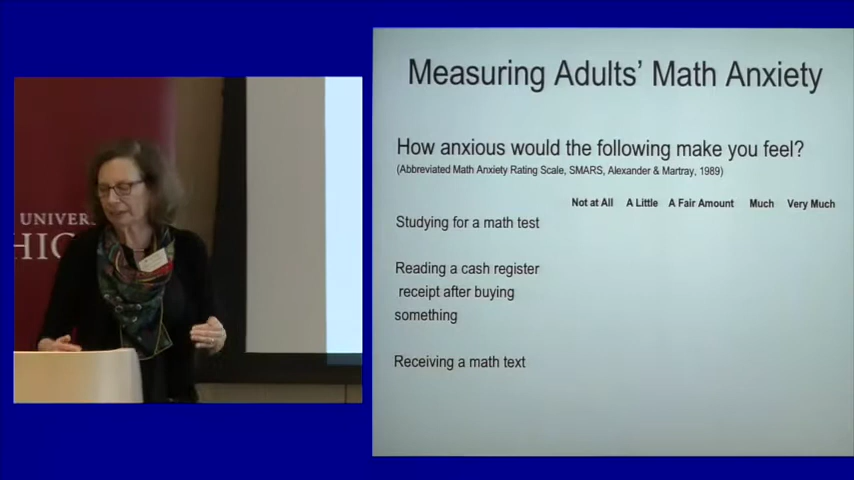 UNIVERS
HIC
Measuring Adults' Math Anxiety
How anxious would the following make you feel?
(Abbreviated Math Anxiety Rating Scale, SMARS, Alexander & Martray, 1989)
Not at All A Little A Fair Amount Much Very Much
Studying for a math test
Reading a cash register
receipt after buying
something
Receiving a math text